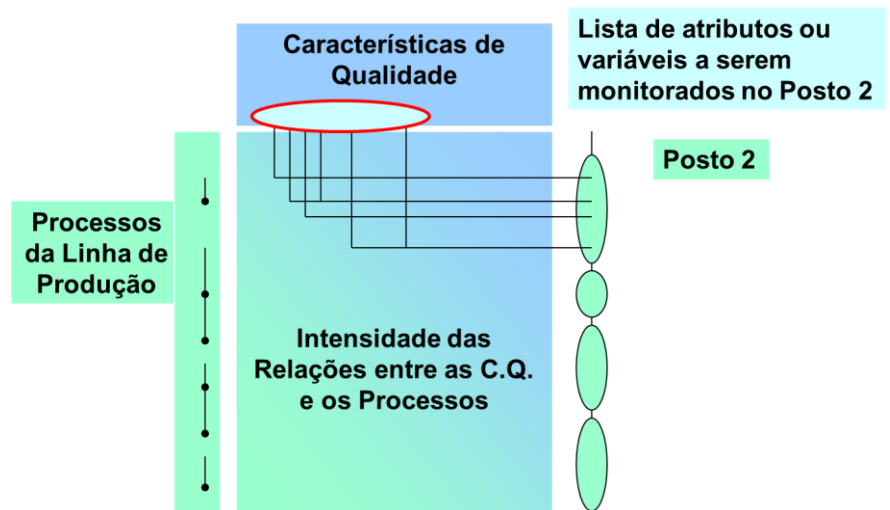 Características de
Qualidade
Lista de atributos ou
variáveis a serem
monitorados no Posto 2
Posto 2
Processos
da Linha de
Produção
Intensidade das
Relações entre as C.Q.
e os Processos